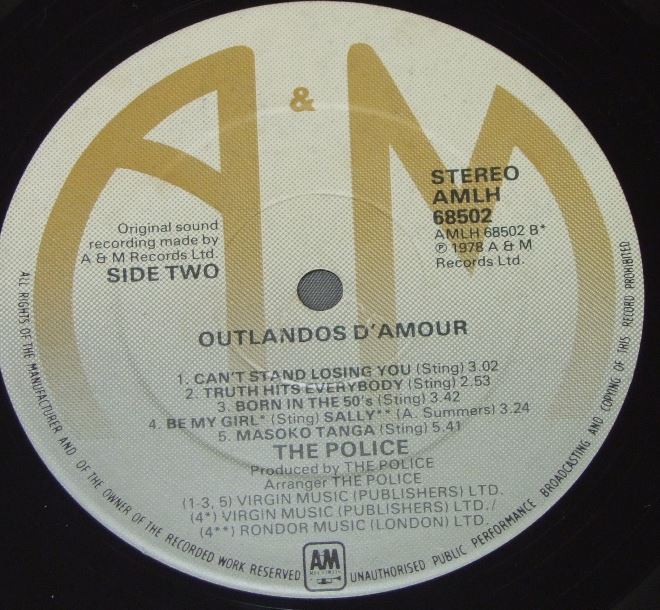 A & M
Original sound
recording made by
A & M Records Ltd.
SIDE TWO
STEREO
AMLH
68502
AMLH 68502 B*
℗ 1978 A & M
Records Ltd.
OUTLANDOS D'AMOUR
1. CAN'T STAND LOSING YOU (Sting) 3.02
2. TRUTH HITS EVERYBODY (Sting) 2.53
3. BORN IN THE 50's (Sting) 3.42
4. BE MY GIRL* (Sting) SALLY** (A. Summers) 3.24
5. MASOKO TANGA (Sting) 5.41
THE POLICE
Produced by THE POLICE
Arranger THE POLICE
(1-3, 5) VIRGIN MUSIC (PUBLISHERS) LTD.
(4*) VIRGIN MUSIC (PUBLISHERS) LTD./
(4**) RONDOR MUSIC (LONDON) LTD.
ALL RIGHTS OF THE MANUFACTURER AND OF THE OWNER OF THE RECORDED WORK RESERVED
AM
UNAUTHORISED PUBLIC PERFORMANCE BROADCASTING AND COPYING OF THIS RECORD PROHIBITED